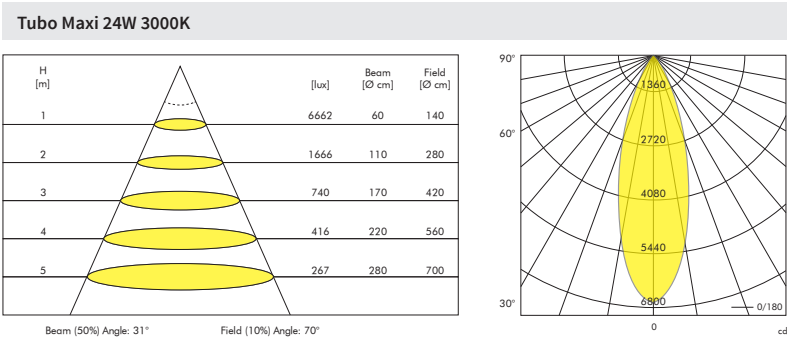 Tubo Maxi 24W 3000K
H Beam Field
[m] [lux] [Ø cm] [Ø cm]
1 6662 60 140
2 1666 110 280
3 740 170 420
4 416 220 560
5 267 280 700
Beam (50%) Angle: 31° Field (10%) Angle: 70°
90°
1360
60°
2720
4080
5440
30° 6800 0/180
0 cd